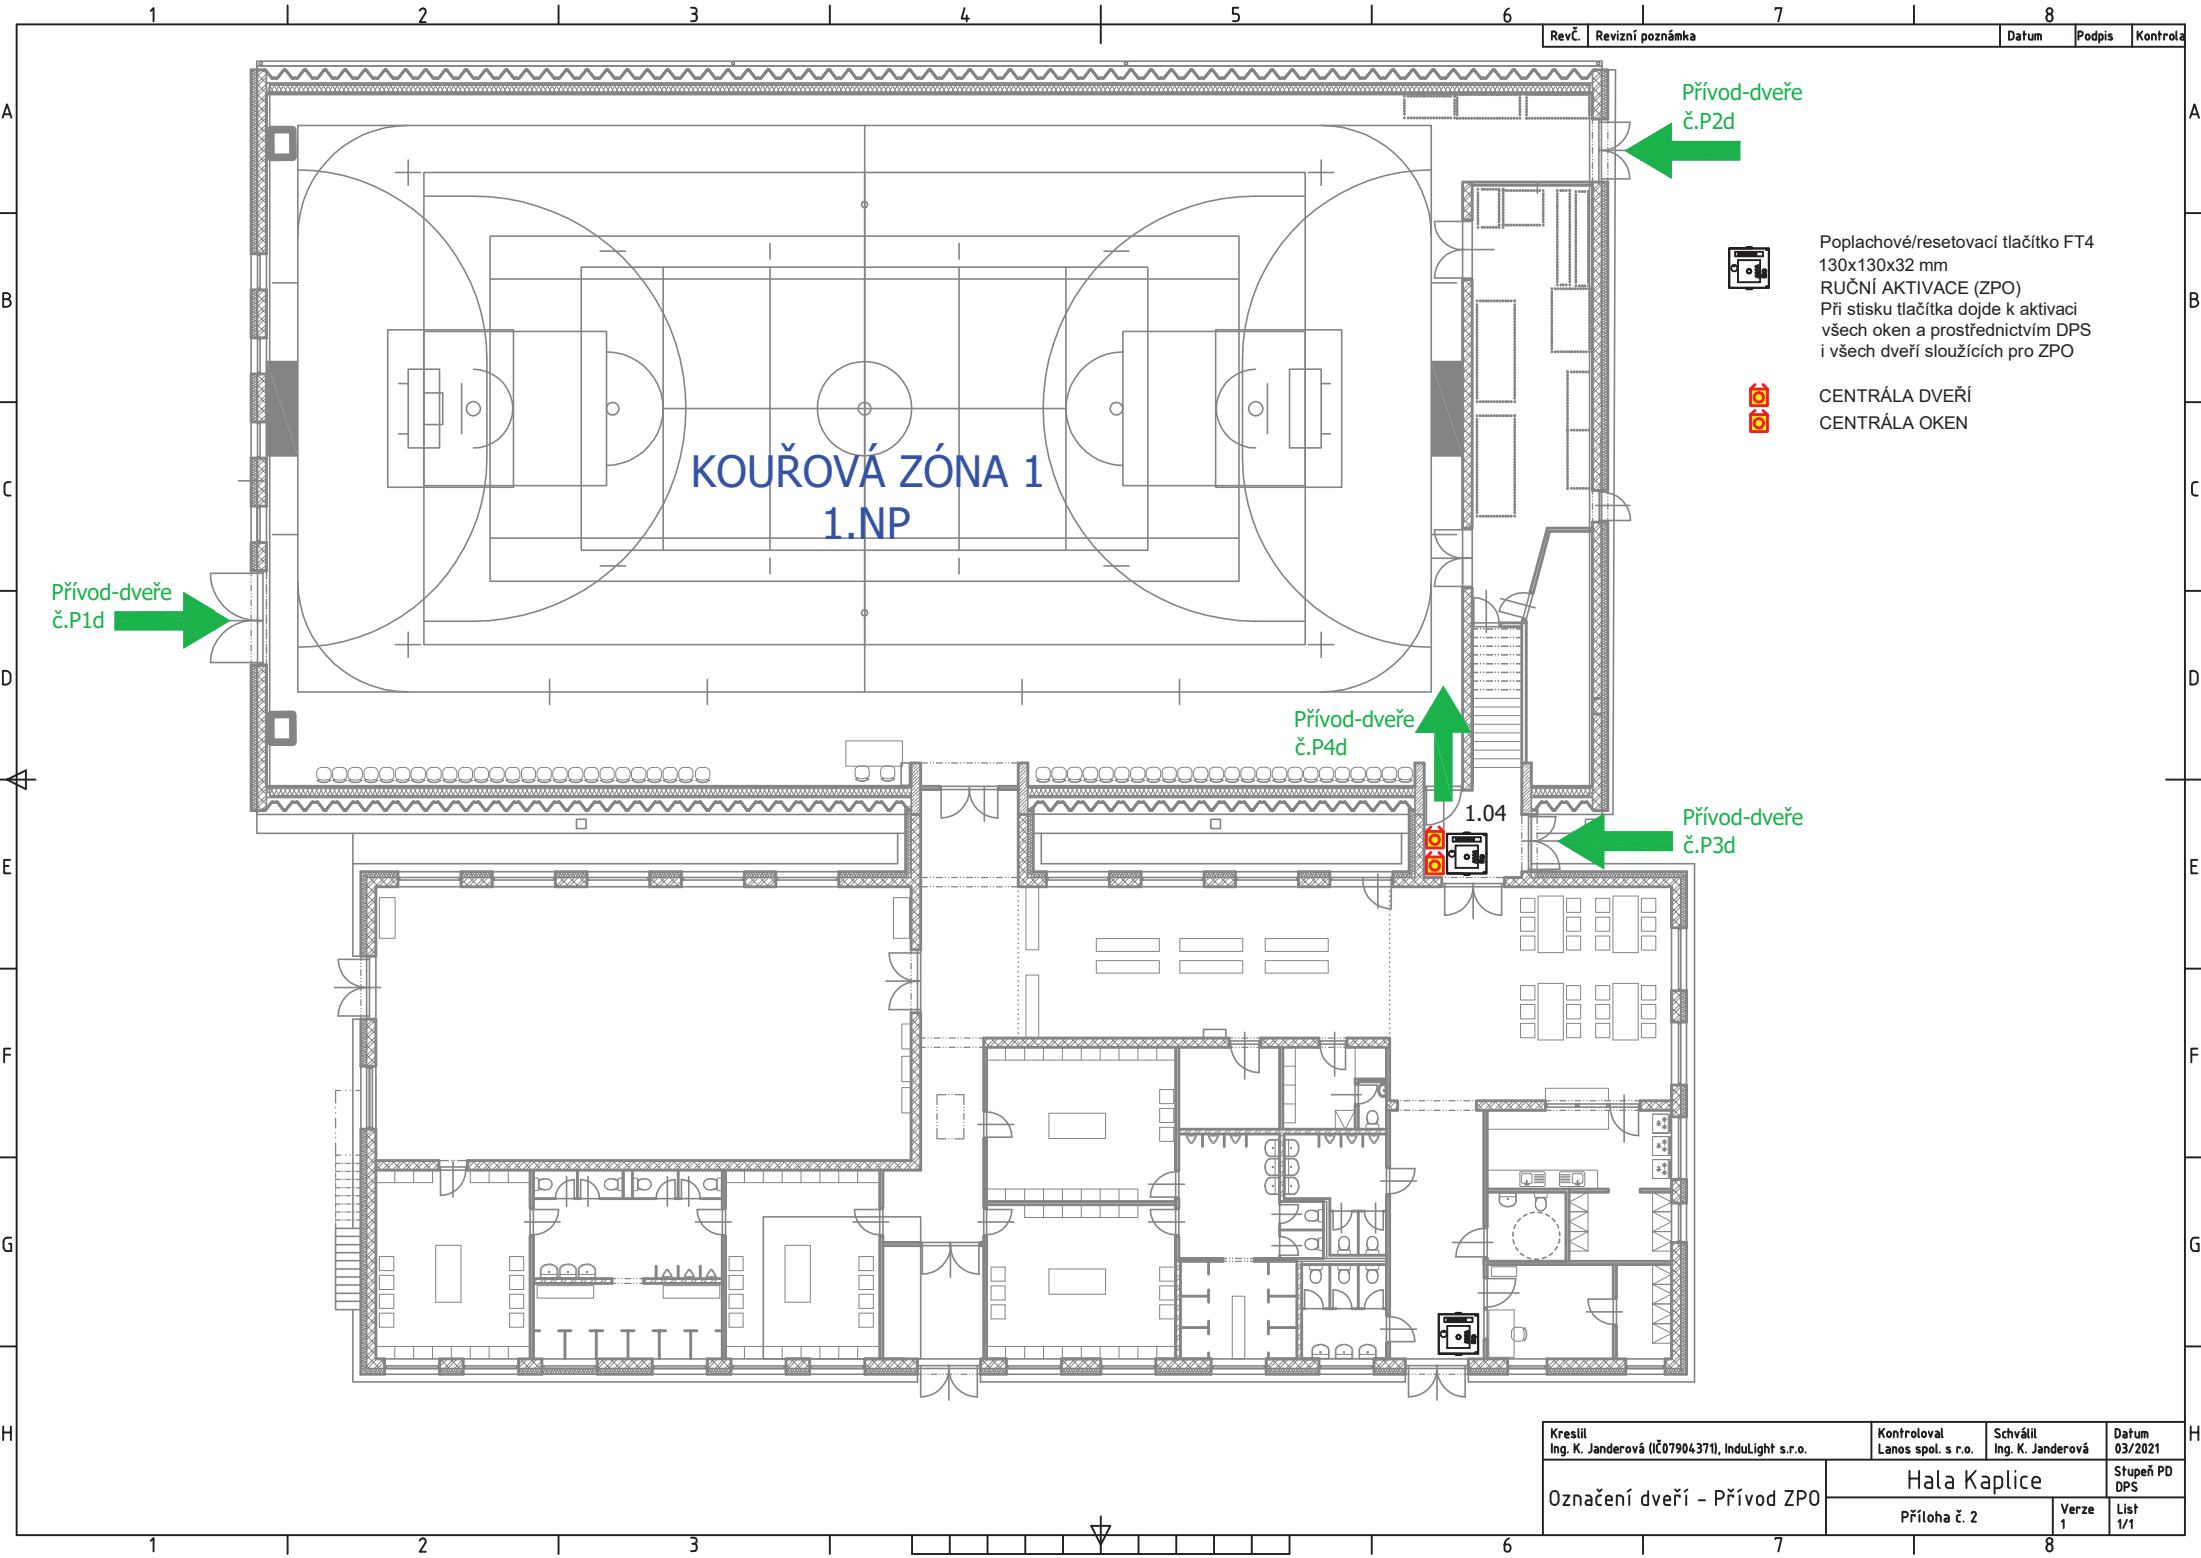 1 2 3 4 5 6 7 8
RevČ. Revizní poznámka Datum Podpis Kontrola
A A
B B
C C
D D
E E
F F
G G
H H
Přívod-dveře
č.P2d
Poplachové/resetovací tlačítko FT4
130x130x32 mm
RUČNÍ AKTIVACE (ZPO)
Při stisku tlačítka dojde k aktivaci
všech oken a prostřednictvím DPS
i všech dveří sloužících pro ZPO
CENTRÁLA DVEŘÍ
CENTRÁLA OKEN
KOUŘOVÁ ZÓNA 1
1.NP
Přívod-dveře
č.P1d
Přívod-dveře
č.P4d
1.04
Přívod-dveře
č.P3d
Kreslil
Ing. K. Janderová (IČ07904371), InduLight s.r.o.
Kontroloval
Lanos spol. s r.o.
Schválil
Ing. K. Janderová
Datum
03/2021
Označení dveří - Přívod ZPO
Hala Kaplice
Stupeň PD
DPS
Příloha č. 2
Verze
1
List
1/1
1 2 3 6 7 8